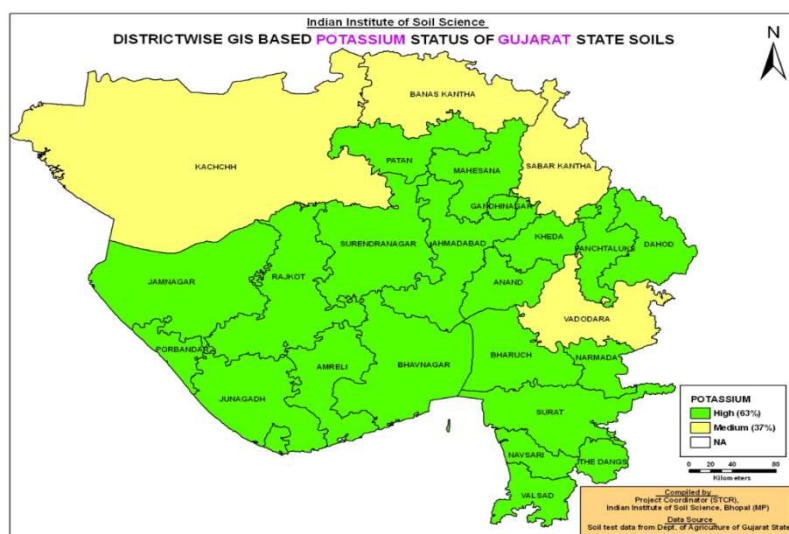 Indian Institute of Soil Science
DISTRICTWISE GIS BASED POTASSIUM STATUS OF GUJARAT STATE SOILS
N
BANAS KANTHA
KACHCHH
PATAN
MAHESANA
SABAR KANTHA
GANDHINAGAR
SURENDRANAGAR
AHMADABAD
KHEDA
PANCHTALUKS
DAHOD
JAMNAGAR
RAJKOT
ANAND
VADODARA
PORBANDAR
AMRELI
BHAVNAGAR
BHARUCH
NARMADA
JUNAGADH
SURAT
NAVSARI
THE DANGS
VALSAD
POTASSIUM
High (63%)
Medium (37%)
NA
0 10 20 40 60 80
Kilometers
Compiled by
Project Coordinator (STCR),
Indian Institute of Soil Science, Bhopal (MP)
Data Source
Soil test data from Dept. of Agriculture of Gujarat State